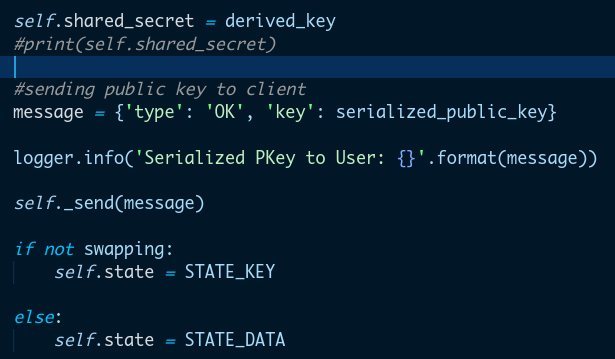 self.shared_secret = derived_key
#print(self.shared_secret)
#sending public key to client
message = {'type': 'OK', 'key': serialized_public_key}
logger.info('Serialized PKey to User: {}'.format(message))
self._send(message)
if not swapping:
    self.state = STATE_KEY
else:
    self.state = STATE_DATA